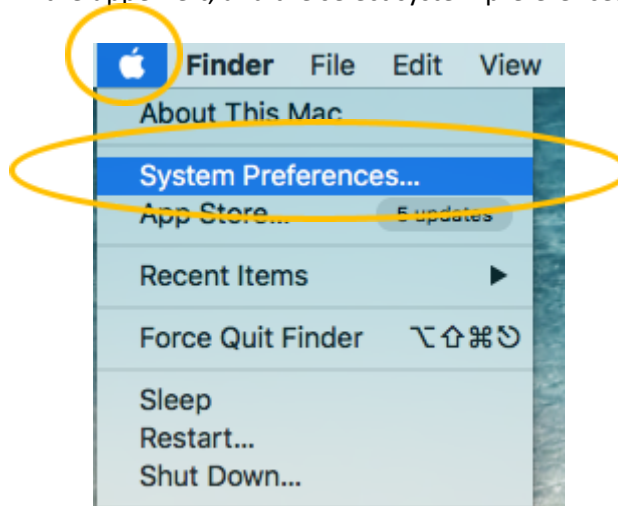 Finder File Edit View
About This Mac
System Preferences...
App Store... 5 updates
Recent Items ▶
Force Quit Finder ⌥⇧⌘⎋
Sleep
Restart...
Shut Down...